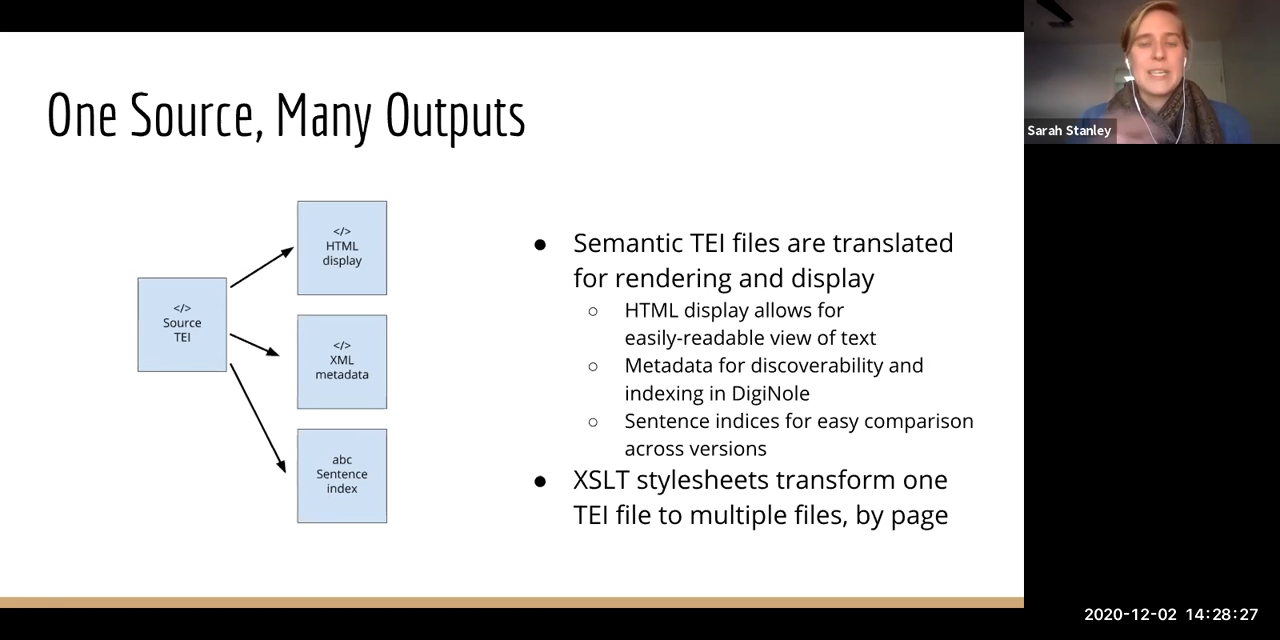 One Source, Many Outputs
</>
HTML
display
</>
Source
TEI
</>
XML
metadata
abc
Sentence
index
● Semantic TEI files are translated
for rendering and display
○ HTML display allows for
easily-readable view of text
○ Metadata for discoverability and
indexing in DigiNole
○ Sentence indices for easy comparison
across versions
● XSLT stylesheets transform one
TEI file to multiple files, by page
Sarah Stanley
2020-12-02 14:28:27